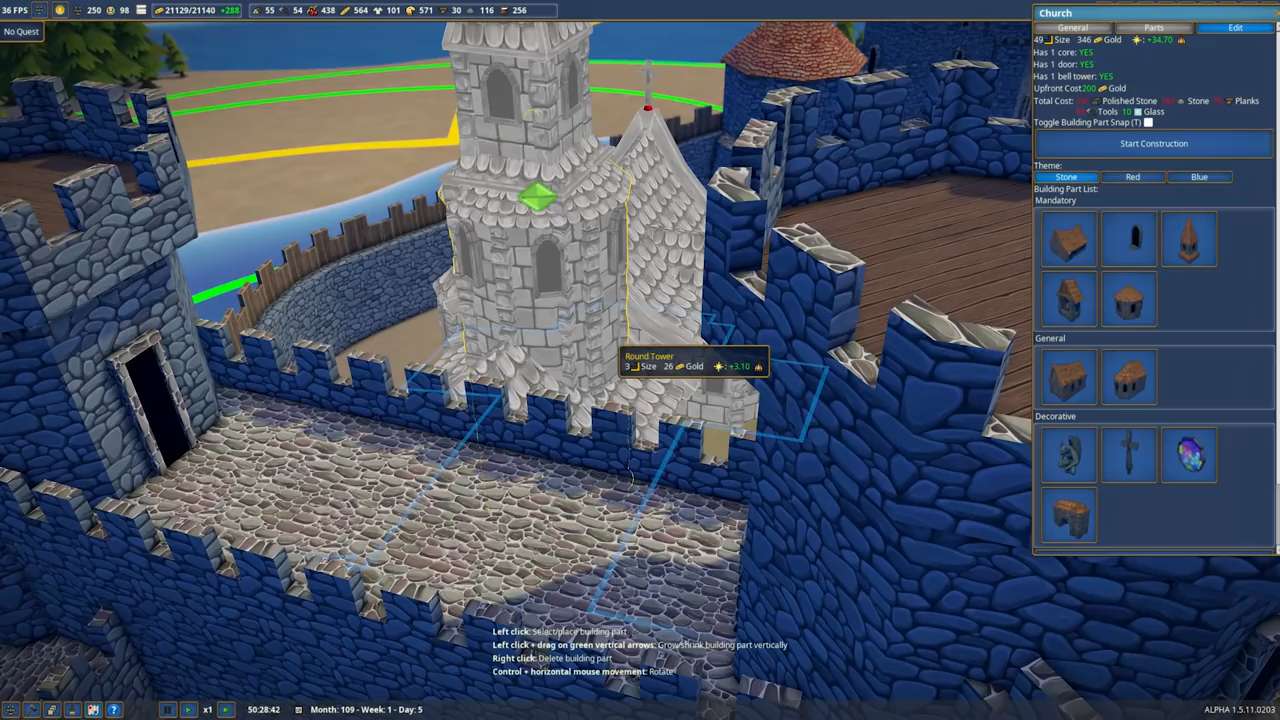 36 FPS 250 98 21129/21140 +288 55 54 438 564 101 571 30 116 256
No Quest
Church
General Parts Edit
49 Size 346 Gold : +34.70
Has 1 core: YES
Has 1 door: YES
Has 1 bell tower: YES
Upfront Cost200 Gold
Total Cost: Polished Stone Stone Planks
Tools 10 Glass
Toggle Building Part Snap (T)
Start Construction
Theme:
Stone Red Blue
Building Part List:
Mandatory
General
Decorative
Round Tower
3 Size 26 Gold : +3.10
Left click: Select/place building part
Left click + drag on green vertical arrows: Grow/shrink building part vertically
Right click: Delete building part
Control + horizontal mouse movement: Rotate
x1 50:28:42 Month: 109 - Week: 1 - Day: 5
ALPHA 1.5.11.0203